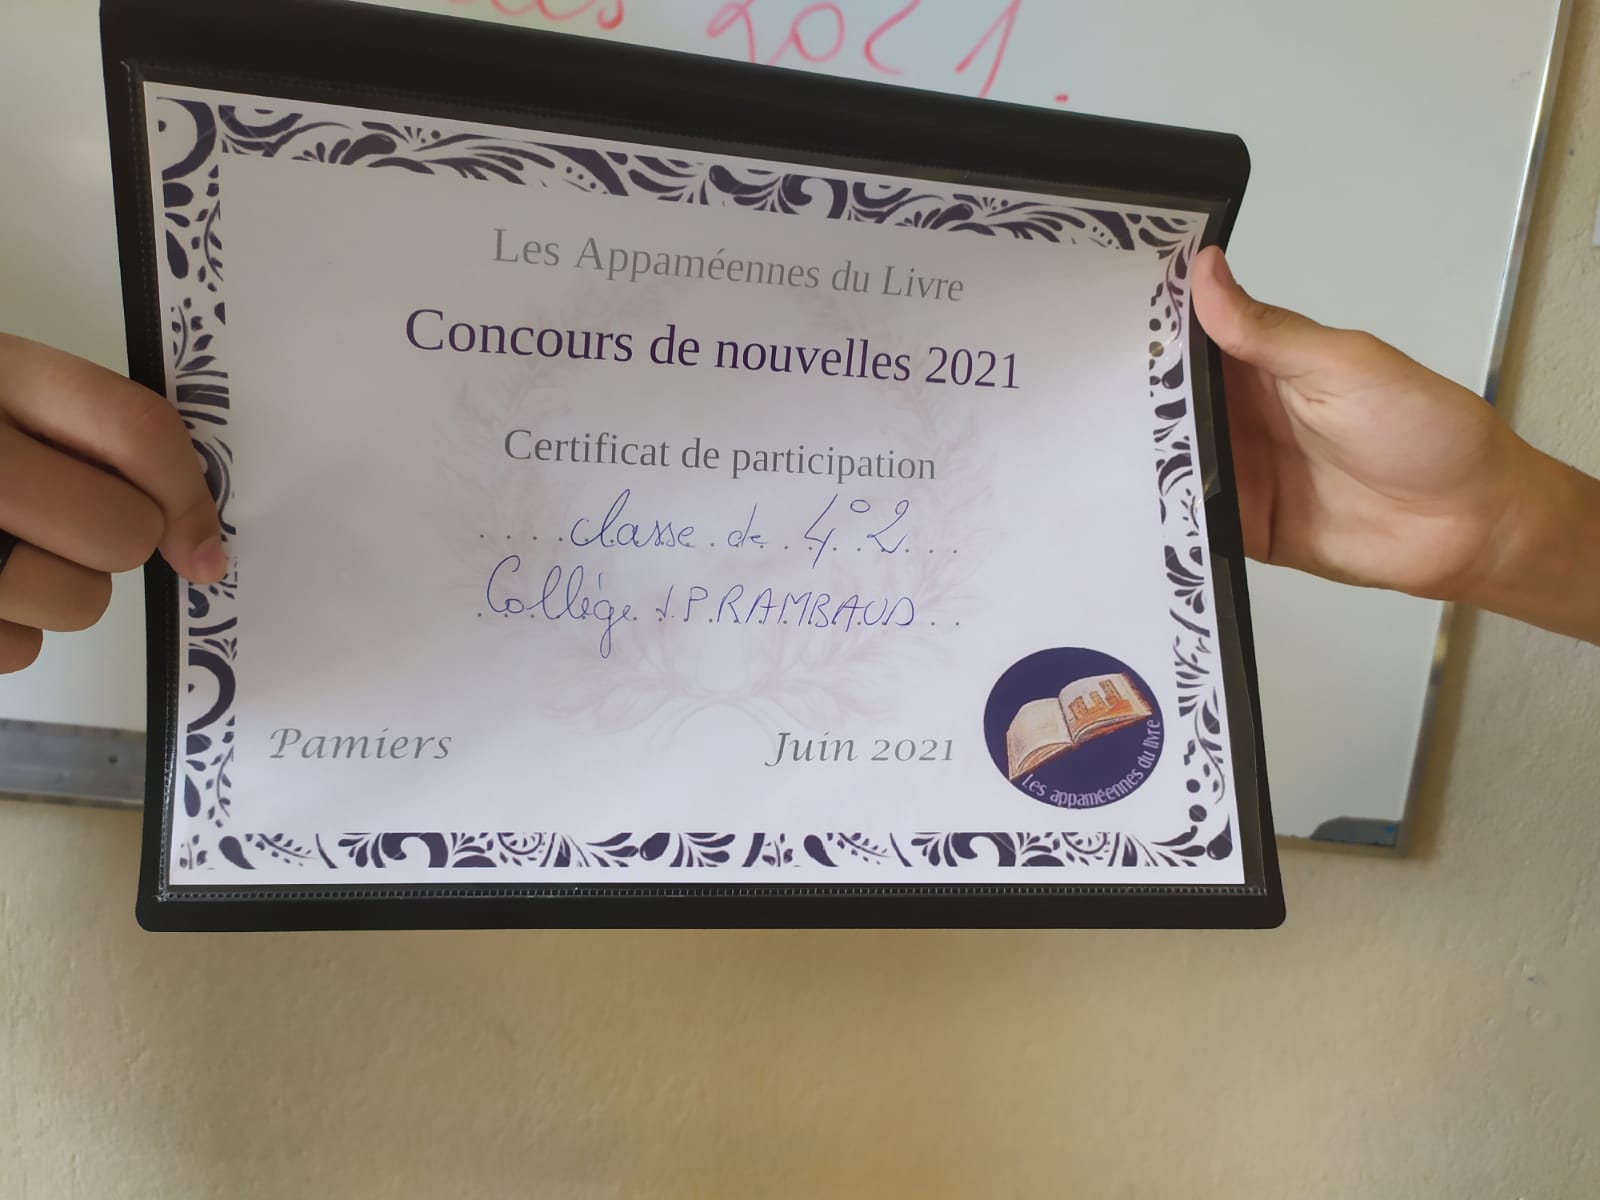 2021.
Les Appaméennes du Livre
Concours de nouvelles 2021
Certificat de participation
classe de 4°2
Collège J.P.RAMBAUD
Pamiers
Juin 2021
Les appaméennes du livre